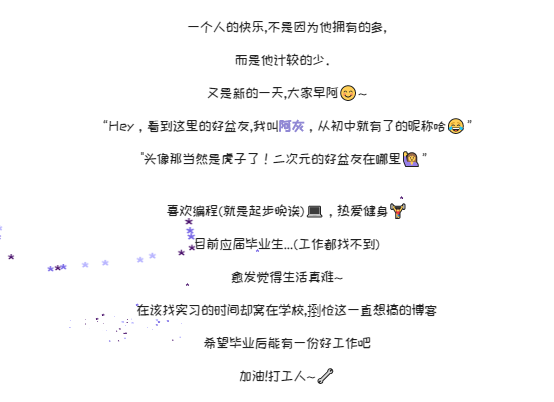 一个人的快乐,不是因为他拥有的多,
而是他计较的少.
又是新的一天,大家早阿😊~
“Hey，看到这里的好盆友,我叫阿灰，从初中就有了的昵称哈😂”
"头像那当然是虎子了！二次元的好盆友在哪里🙋”
喜欢编程(就是起步晚诶)💻，热爱健身🏋
目前应届毕业生...(工作都找不到)
愈发觉得生活真难~
在该找实习的时间却窝在学校,捯饬这一直想搞的博客
希望毕业后能有一份好工作吧
加油!打工人~🔧